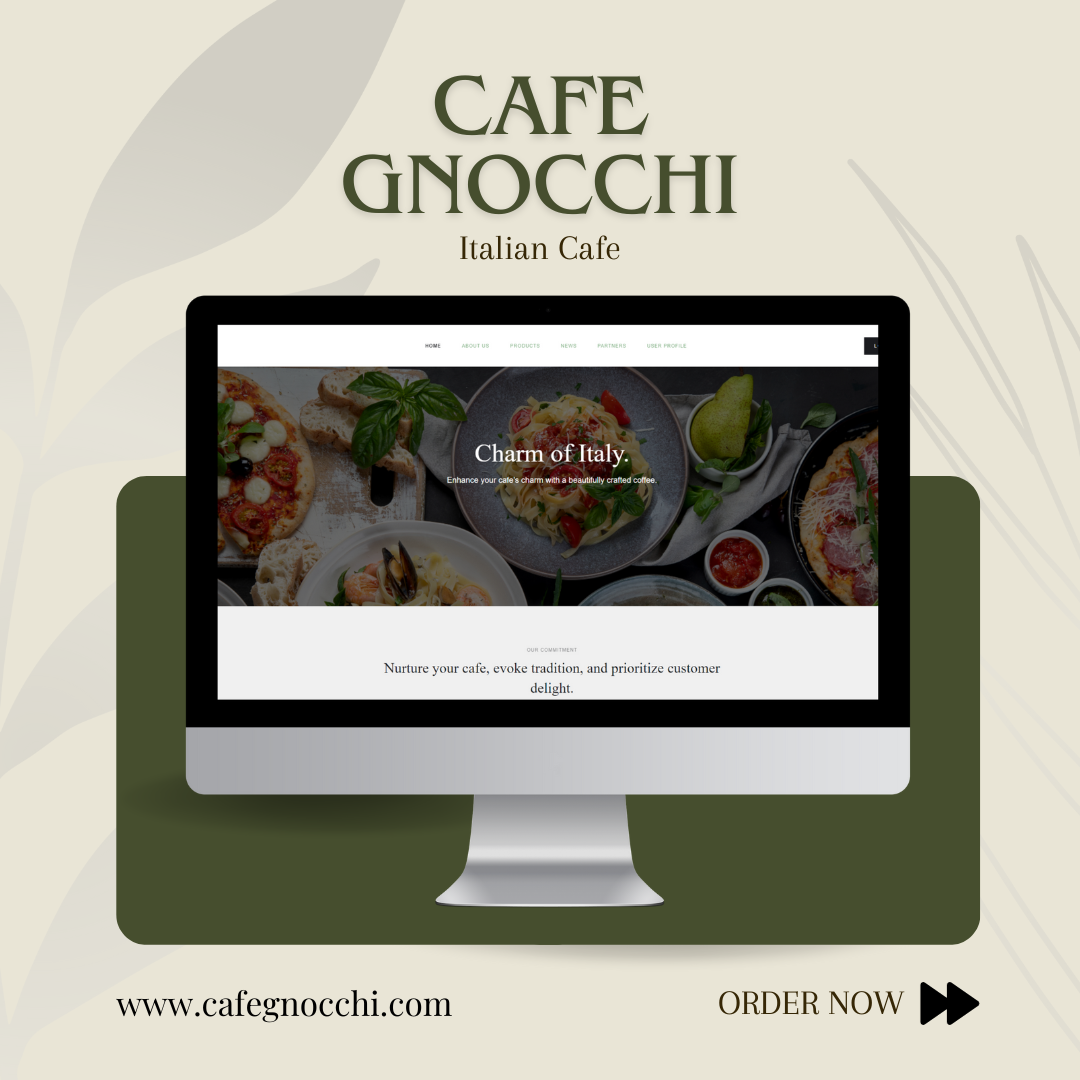 CAFE
GNOCCHI
Italian Cafe
HOME ABOUT US PRODUCTS NEWS PARTNERS USER PROFILE
Charm of Italy.
Enhance your cafe's charm with a beautifully crafted coffee.
OUR COMMITMENT
Nurture your cafe, evoke tradition, and prioritize customer
delight.
www.cafegnocchi.com ORDER NOW